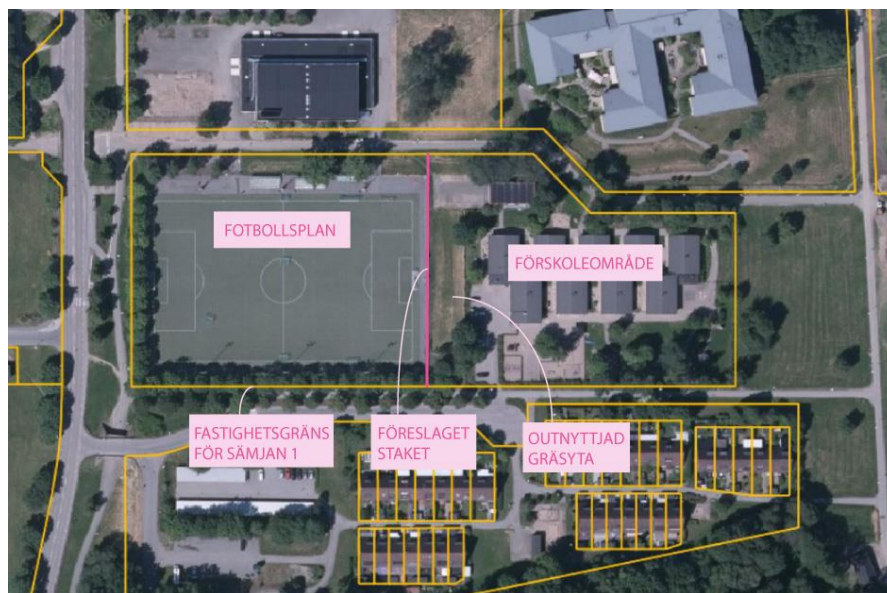 FOTBOLLSPLAN
FÖRSKOLEOMRÅDE
FASTIGHETSGRÄNS
FÖR SÄMJAN 1
FÖRESLAGET
STAKET
OUTNYTTJAD
GRÄSYTA